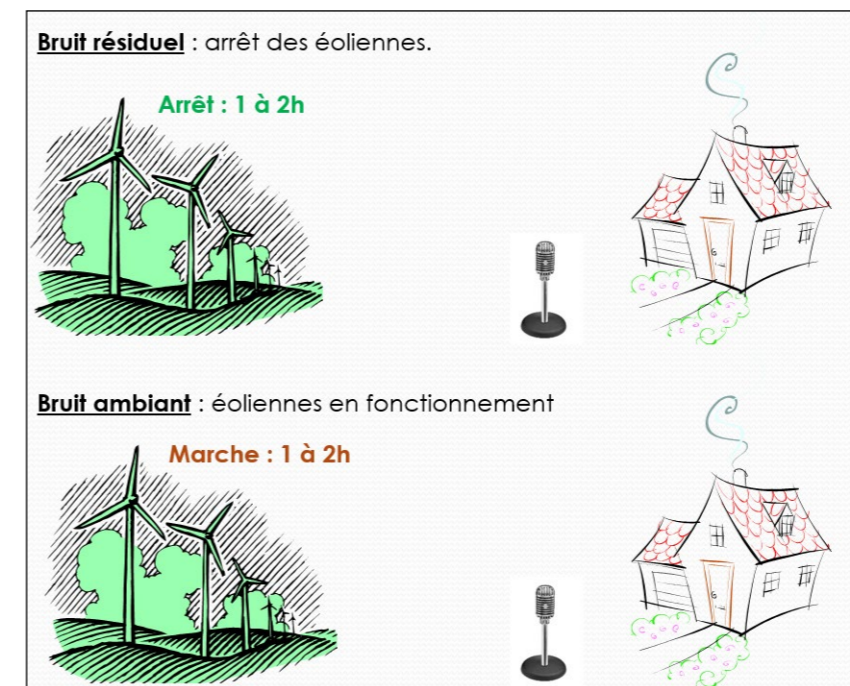 Bruit résiduel : arrêt des éoliennes.
Arrêt : 1 à 2h
Bruit ambiant : éoliennes en fonctionnement
Marche : 1 à 2h